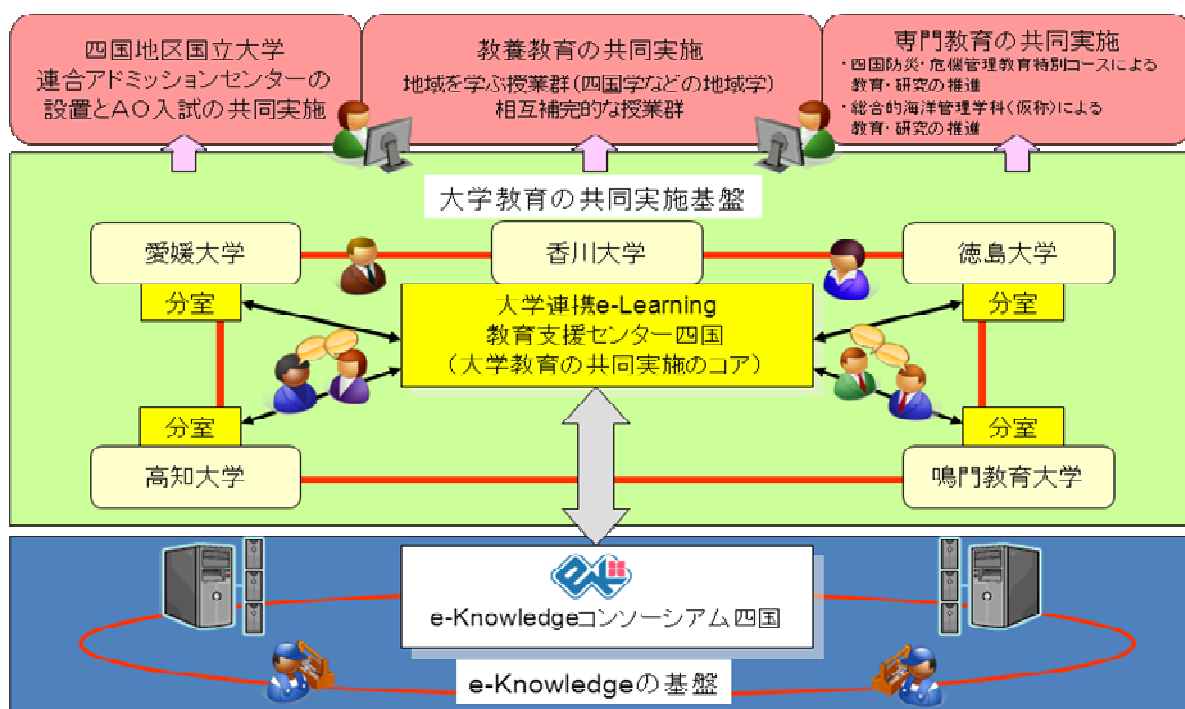 四国地区国立大学
連合アドミッションセンターの
設置とAO入試の共同実施
教養教育の共同実施
地域を学ぶ授業群(四国学などの地域学)
相互補完的な授業群
専門教育の共同実施
・四国防災・危機管理教育特別コースによる
教育・研究の推進
・総合的海洋管理学科(仮称)による
教育・研究の推進
大学教育の共同実施基盤
愛媛大学
香川大学
徳島大学
分室
分室
大学連携e-Learning
教育支援センター四国
(大学教育の共同実施のコア)
分室
分室
高知大学
鳴門教育大学
eK
e-Knowledgeコンソーシアム四国
e-Knowledgeの基盤